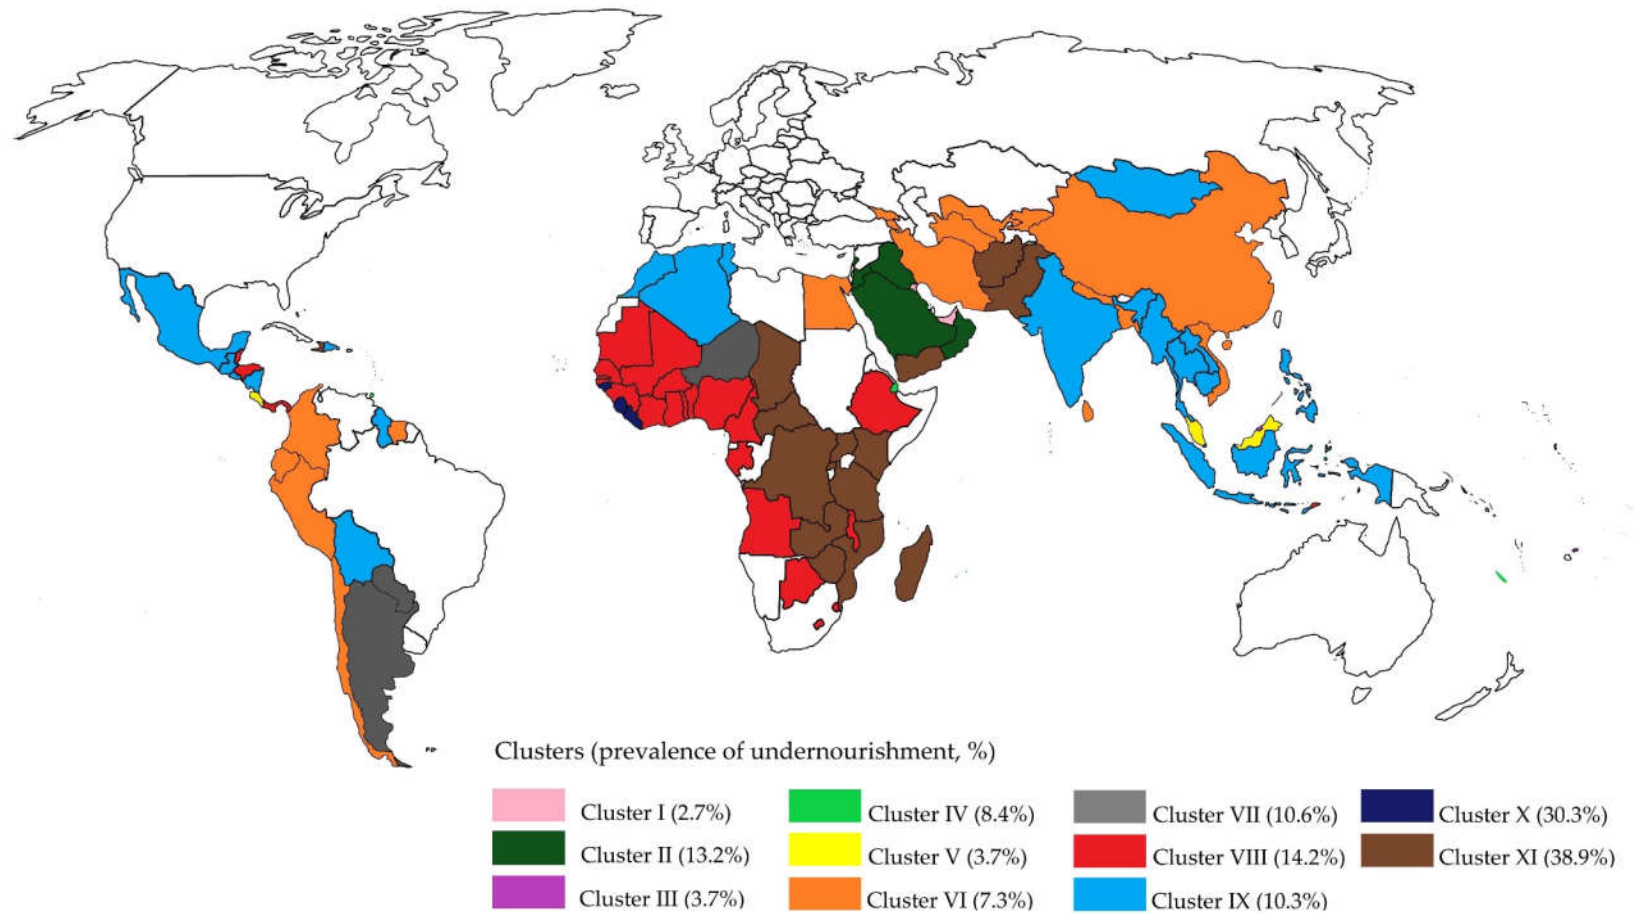 Clusters (prevalence of undernourishment, %)
Cluster I (2.7%)
Cluster II (13.2%)
Cluster III (3.7%)
Cluster IV (8.4%)
Cluster V (3.7%)
Cluster VI (7.3%)
Cluster VII (10.6%)
Cluster VIII (14.2%)
Cluster IX (10.3%)
Cluster X (30.3%)
Cluster XI (38.9%)